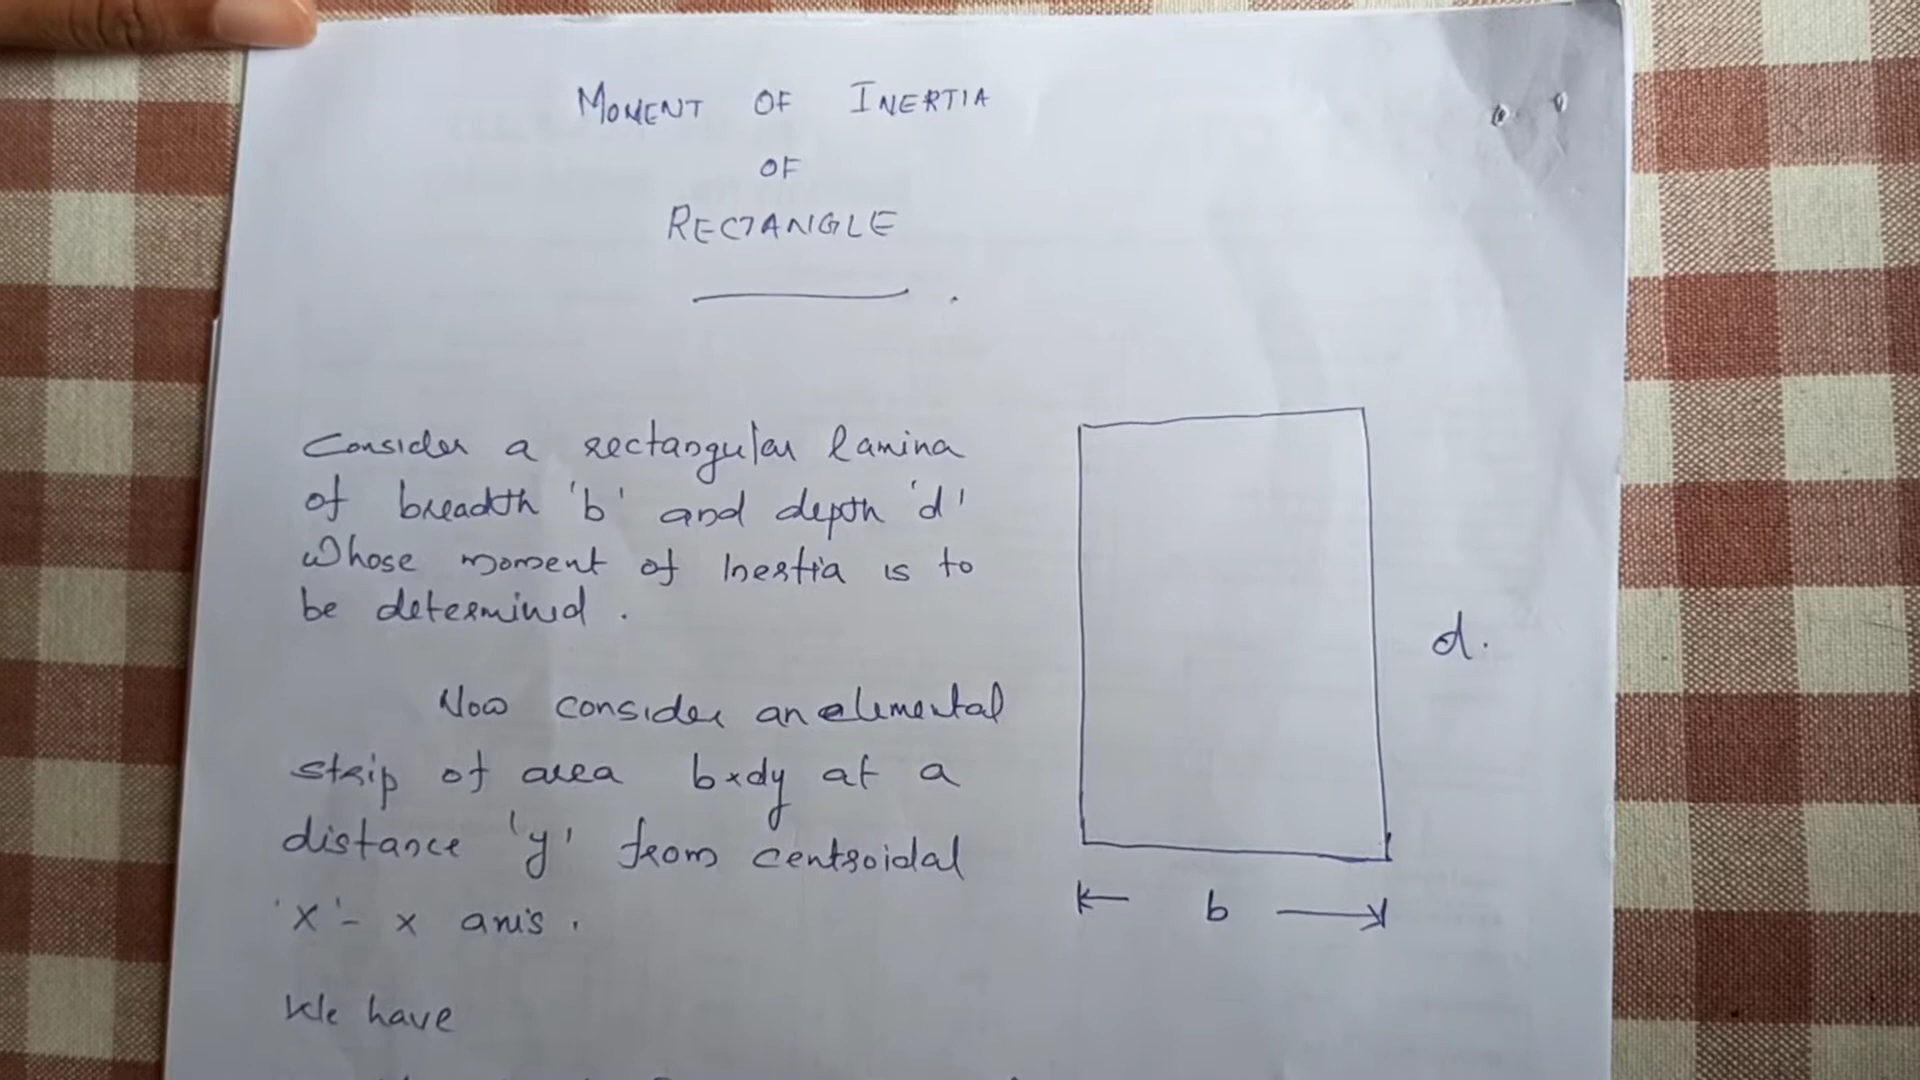 MOMENT OF INERTIA
OF
RECTANGLE
Consider a rectangular lamina
of breadth 'b' and depth 'd'
Whose moment of Inertia is to
be determined.
d.
Now consider an elemental
strip of area b×dy at a
distance 'y' from centroidal
'X'- x axis.
b
We have